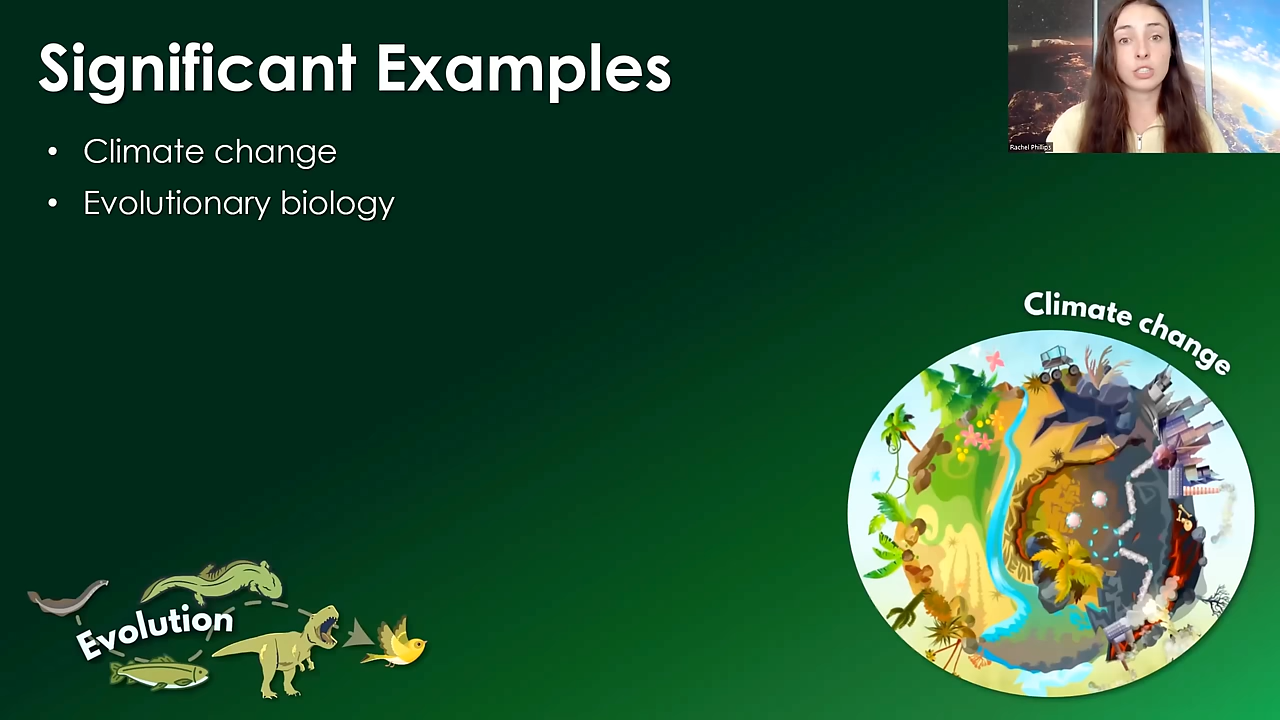 Significant Examples
• Climate change
• Evolutionary biology
Rachel Phillips
Climate change
Evolution